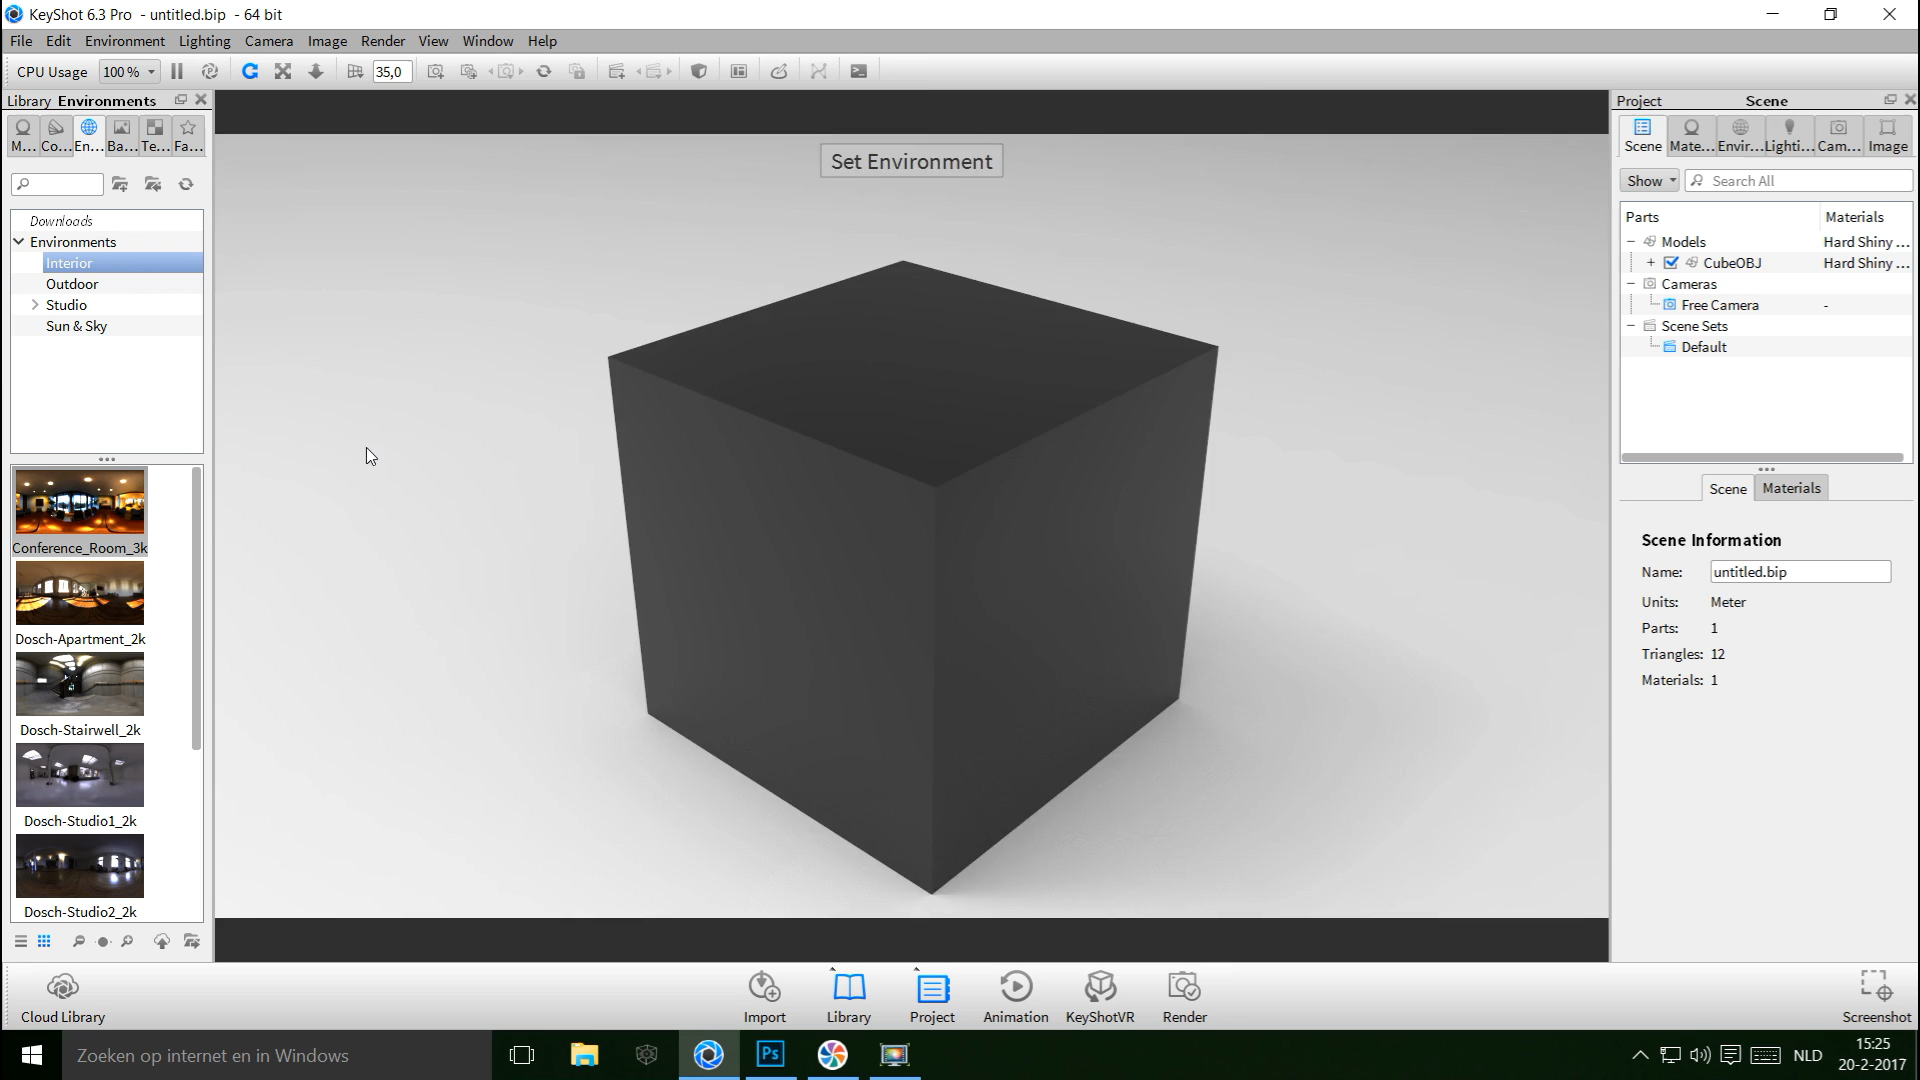 KeyShot 6.3 Pro - untitled.bip - 64 bit
File Edit Environment Lighting Camera Image Render View Window Help
CPU Usage 100 % 35,0
Library Environments
M... Co... En... Ba... Te... Fa...
Downloads
Environments
Interior
Outdoor
Studio
Sun & Sky
Conference_Room_3k
Dosch-Apartment_2k
Dosch-Stairwell_2k
Dosch-Studio1_2k
Dosch-Studio2_2k
Set Environment
Project Scene
Scene Mate... Envir... Lighti... Cam... Image
Show Search All
Parts Materials
Models Hard Shiny ...
CubeOBJ Hard Shiny ...
Cameras
Free Camera -
Scene Sets
Default
Scene Materials
Scene Information
Name: untitled.bip
Units: Meter
Parts: 1
Triangles: 12
Materials: 1
Cloud Library Import Library Project Animation KeyShotVR Render Screenshot
Zoeken op internet en in Windows
Ps
NLD
15:25
20-2-2017